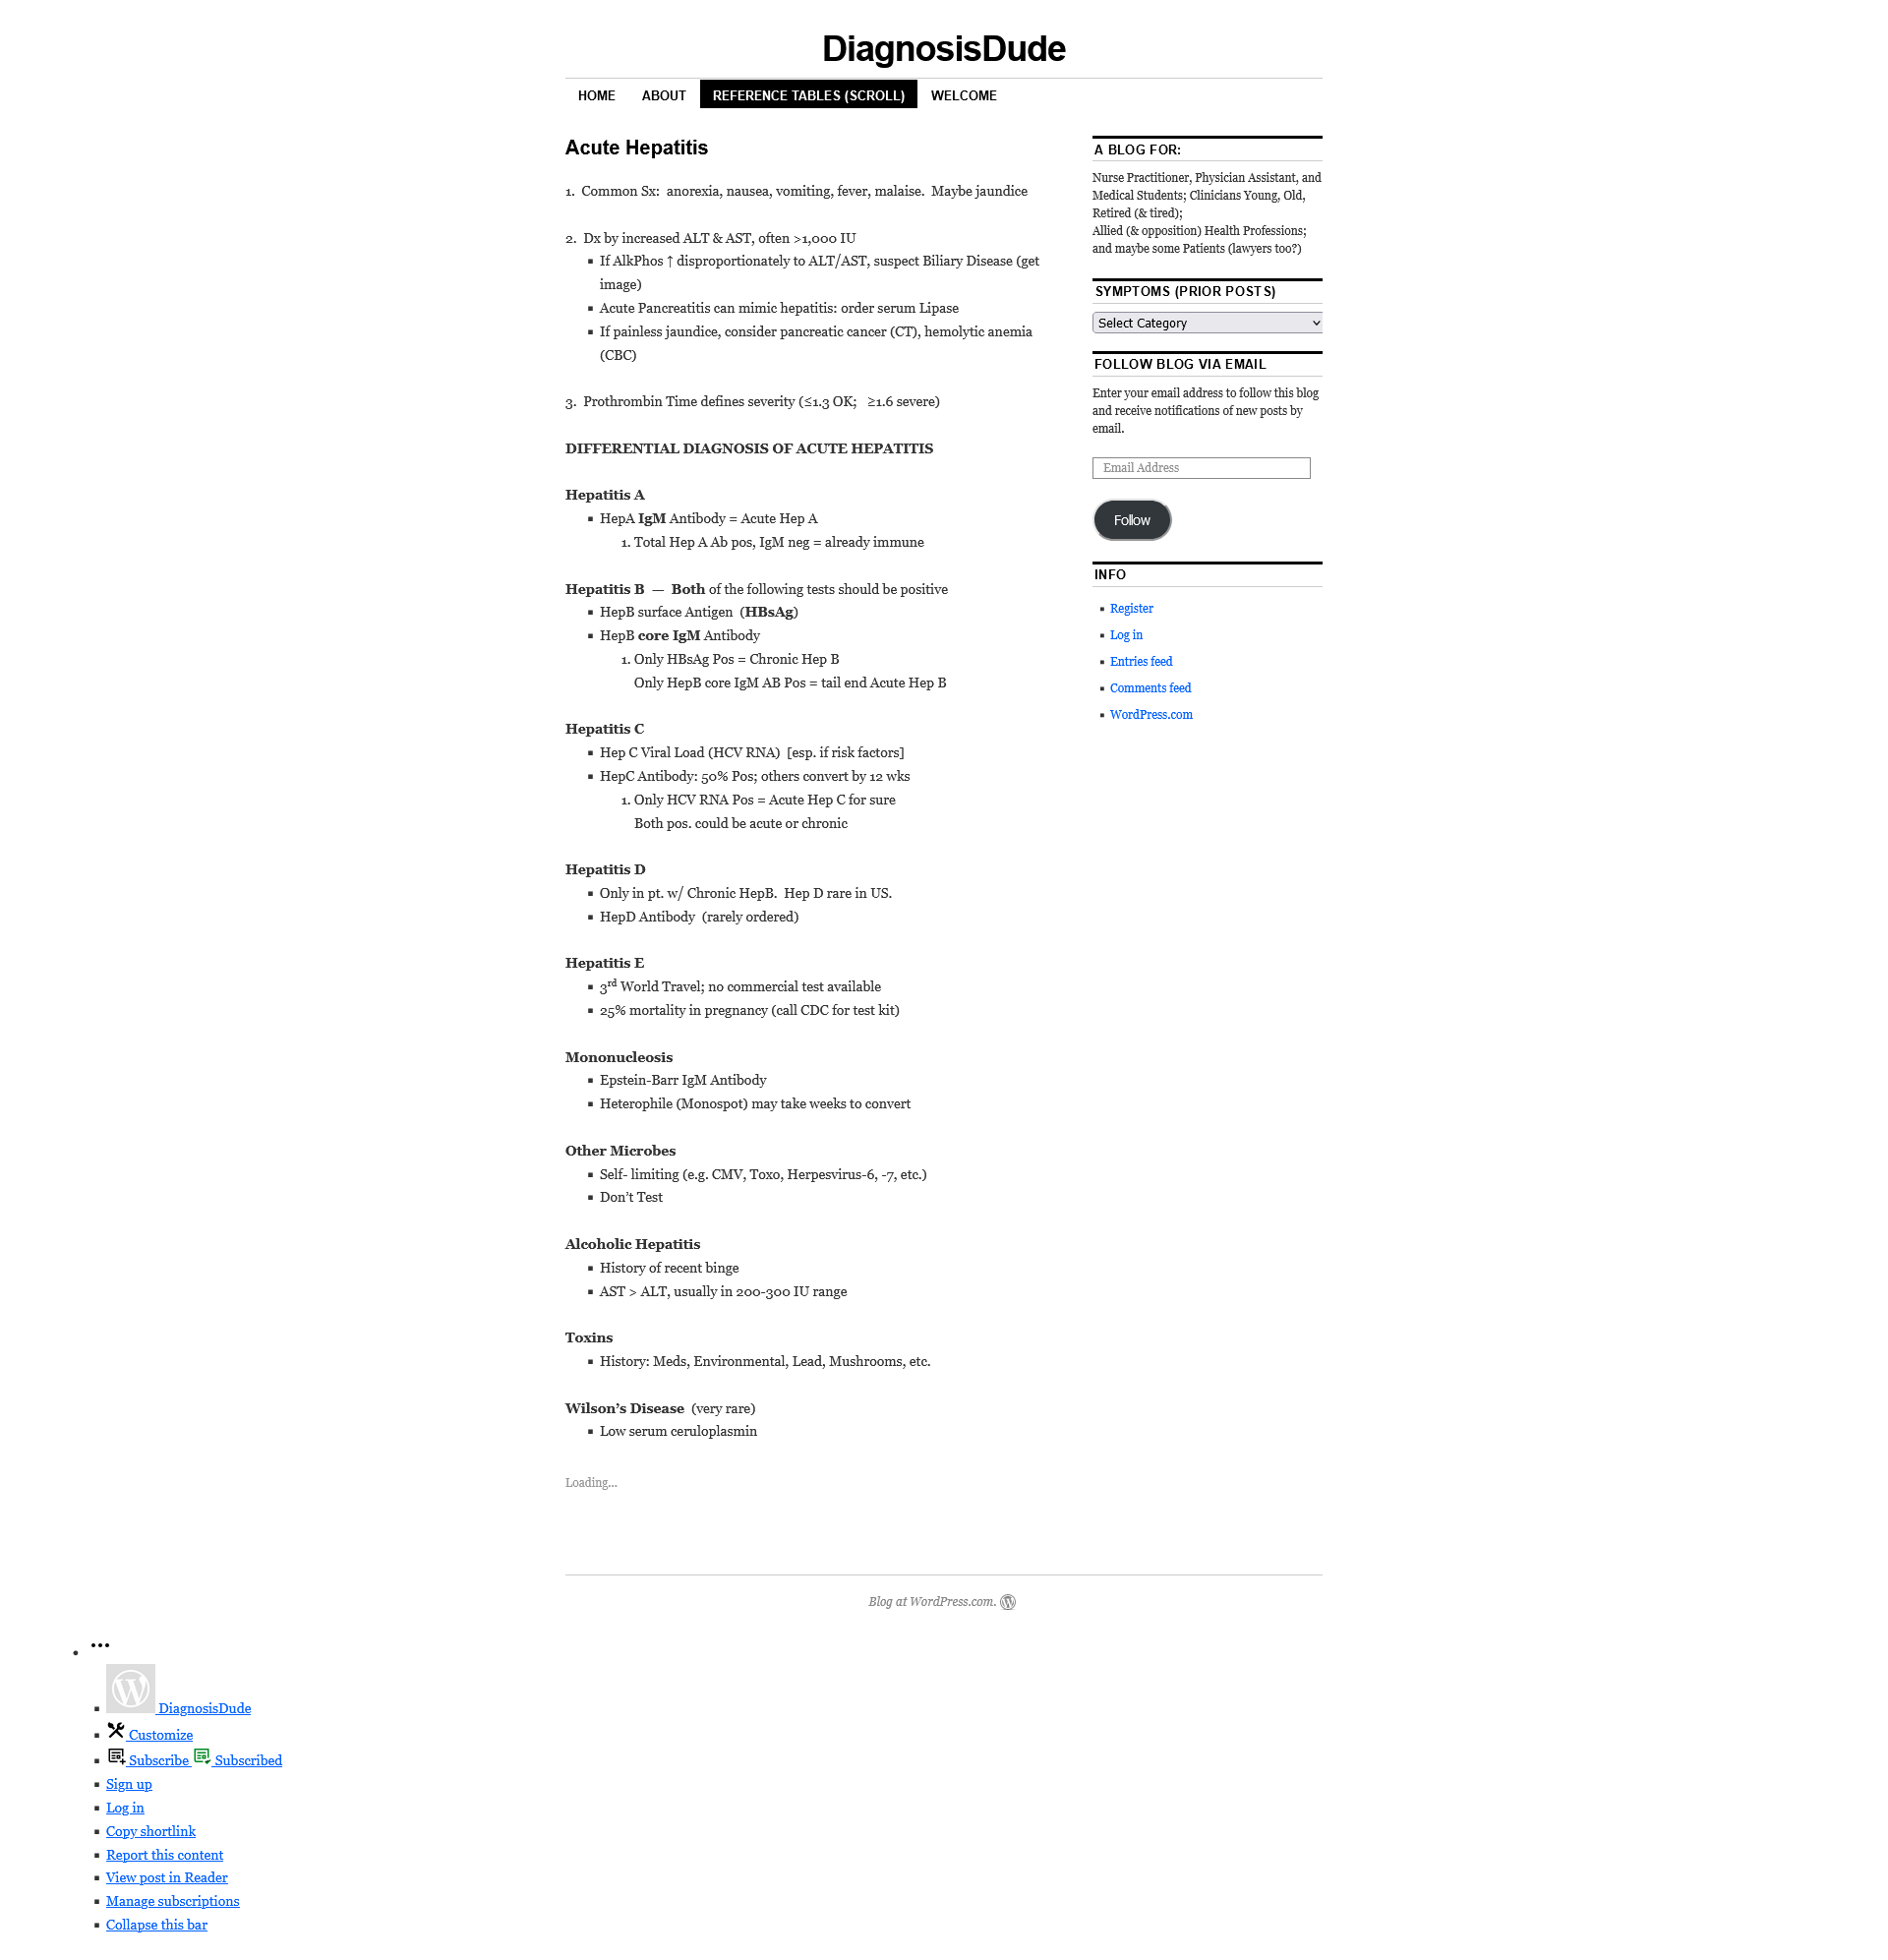 DiagnosisDude
HOME ABOUT REFERENCE TABLES (SCROLL) WELCOME
Acute Hepatitis
1. Common Sx: anorexia, nausea, vomiting, fever, malaise. Maybe jaundice
2. Dx by increased ALT & AST, often >1,000 IU
▪ If AlkPhos ↑ disproportionately to ALT/AST, suspect Biliary Disease (get
image)
▪ Acute Pancreatitis can mimic hepatitis: order serum Lipase
▪ If painless jaundice, consider pancreatic cancer (CT), hemolytic anemia
(CBC)
3. Prothrombin Time defines severity (≤1.3 OK; ≥1.6 severe)
DIFFERENTIAL DIAGNOSIS OF ACUTE HEPATITIS
Hepatitis A
▪ HepA IgM Antibody = Acute Hep A
1. Total Hep A Ab pos, IgM neg = already immune
Hepatitis B — Both of the following tests should be positive
▪ HepB surface Antigen (HBsAg)
▪ HepB core IgM Antibody
1. Only HBsAg Pos = Chronic Hep B
Only HepB core IgM AB Pos = tail end Acute Hep B
Hepatitis C
▪ Hep C Viral Load (HCV RNA) [esp. if risk factors]
▪ HepC Antibody: 50% Pos; others convert by 12 wks
1. Only HCV RNA Pos = Acute Hep C for sure
Both pos. could be acute or chronic
Hepatitis D
▪ Only in pt. w/ Chronic HepB. Hep D rare in US.
▪ HepD Antibody (rarely ordered)
Hepatitis E
▪ 3rd World Travel; no commercial test available
▪ 25% mortality in pregnancy (call CDC for test kit)
Mononucleosis
▪ Epstein-Barr IgM Antibody
▪ Heterophile (Monospot) may take weeks to convert
Other Microbes
▪ Self- limiting (e.g. CMV, Toxo, Herpesvirus-6, -7, etc.)
▪ Don’t Test
Alcoholic Hepatitis
▪ History of recent binge
▪ AST > ALT, usually in 200-300 IU range
Toxins
▪ History: Meds, Environmental, Lead, Mushrooms, etc.
Wilson’s Disease (very rare)
▪ Low serum ceruloplasmin
Loading...
A BLOG FOR:
Nurse Practitioner, Physician Assistant, and
Medical Students; Clinicians Young, Old,
Retired (& tired);
Allied (& opposition) Health Professions;
and maybe some Patients (lawyers too?)
SYMPTOMS (PRIOR POSTS)
Select Category
FOLLOW BLOG VIA EMAIL
Enter your email address to follow this blog
and receive notifications of new posts by
email.
Email Address
Follow
INFO
▪ Register
▪ Log in
▪ Entries feed
▪ Comments feed
▪ WordPress.com
Blog at WordPress.com.
• •••
▪ DiagnosisDude
▪ Customize
▪ Subscribe Subscribed
▪ Sign up
▪ Log in
▪ Copy shortlink
▪ Report this content
▪ View post in Reader
▪ Manage subscriptions
▪ Collapse this bar